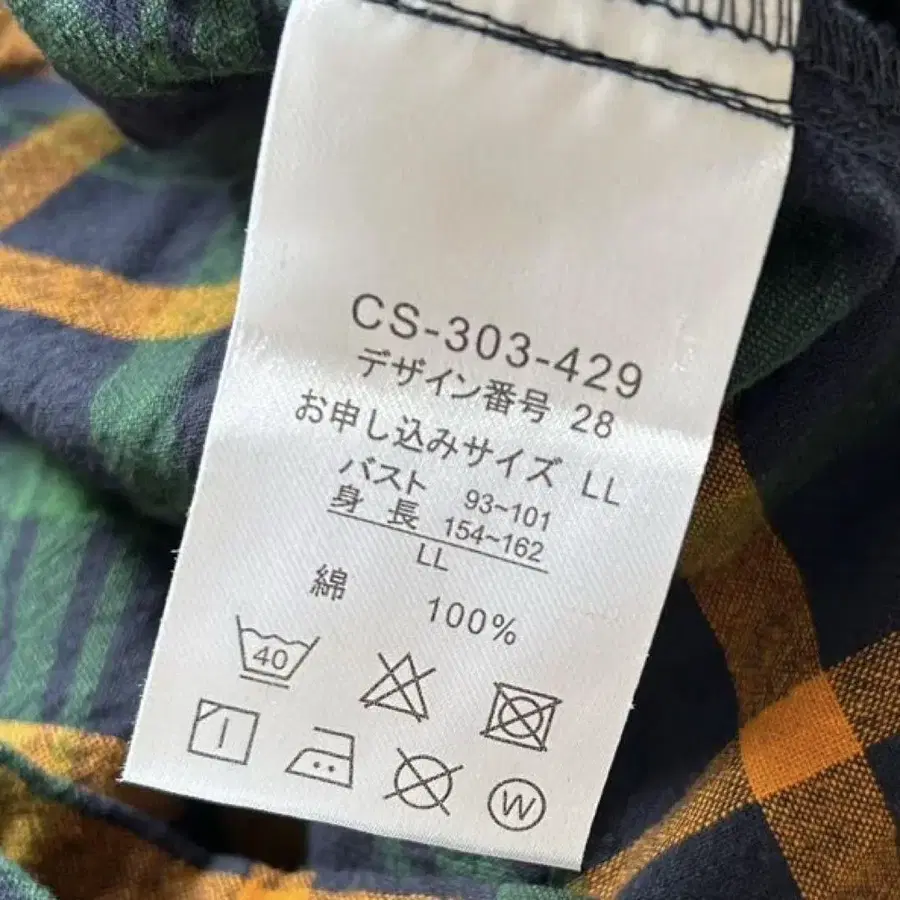 CS-303-429
デザイン番号 28
お申し込みサイズ LL
バスト 93~101
身長 154~162
LL
綿 100%
40
W